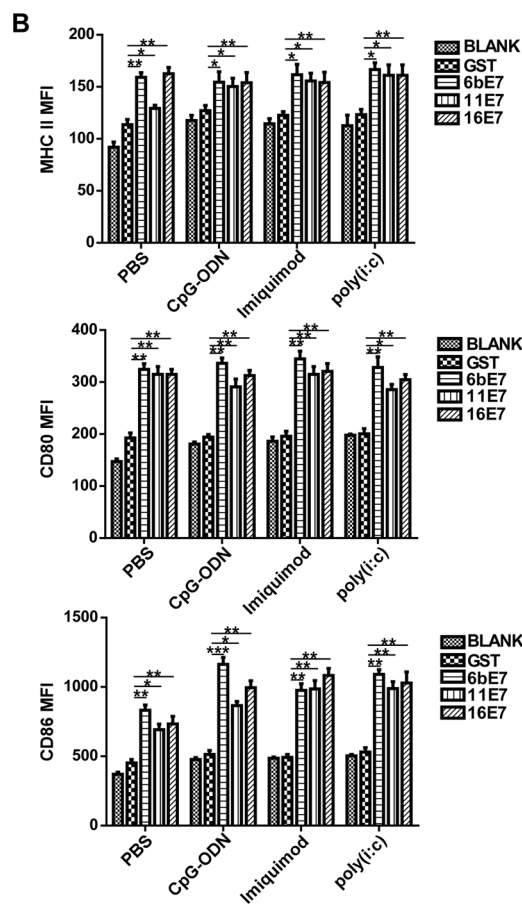 B
MHC II MFI
200
150
100
50
0
** * **
* * **
* * **
* * **
PBS
CpG-ODN
Imiquimod
poly(i:c)
BLANK
GST
6bE7
11E7
16E7
CD80 MFI
400
300
200
100
0
** ** **
** ** **
** ** **
** * **
PBS
CpG-ODN
Imiquimod
poly(i:c)
BLANK
GST
6bE7
11E7
16E7
CD86 MFI
1500
1000
500
0
** * **
*** * **
** ** **
** ** **
PBS
CpG-ODN
Imiquimod
poly(i:c)
BLANK
GST
6bE7
11E7
16E7